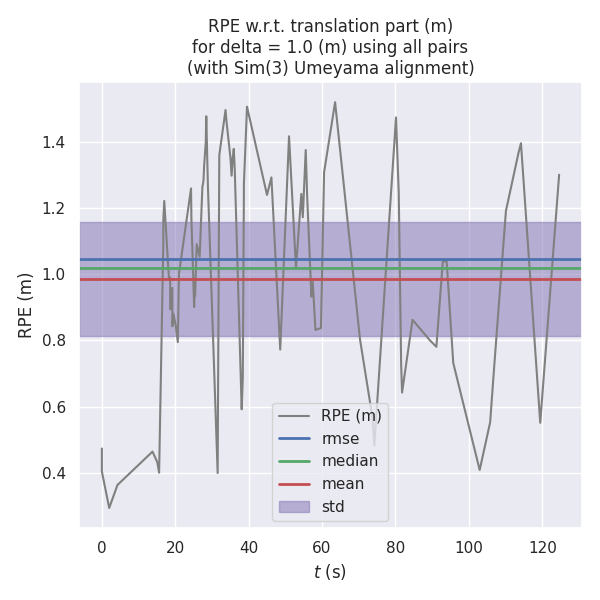 RPE w.r.t. translation part (m)
for delta = 1.0 (m) using all pairs
(with Sim(3) Umeyama alignment)
RPE (m)
1.4
1.2
1.0
0.8
0.6
0.4
RPE (m)
rmse
median
mean
std
0 20 40 60 80 100 120
t (s)